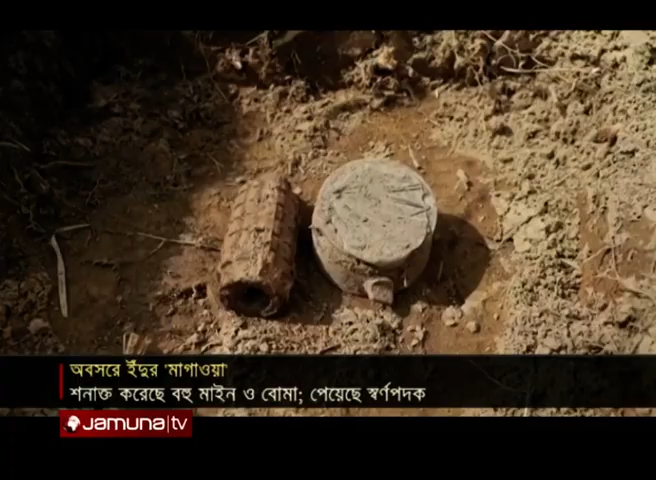 অবসরে ইঁদুর 'মাগাওয়া'
শনাক্ত করেছে বহু মাইন ও বোমা; পেয়েছে স্বর্ণপদক
JAMUNA|TV